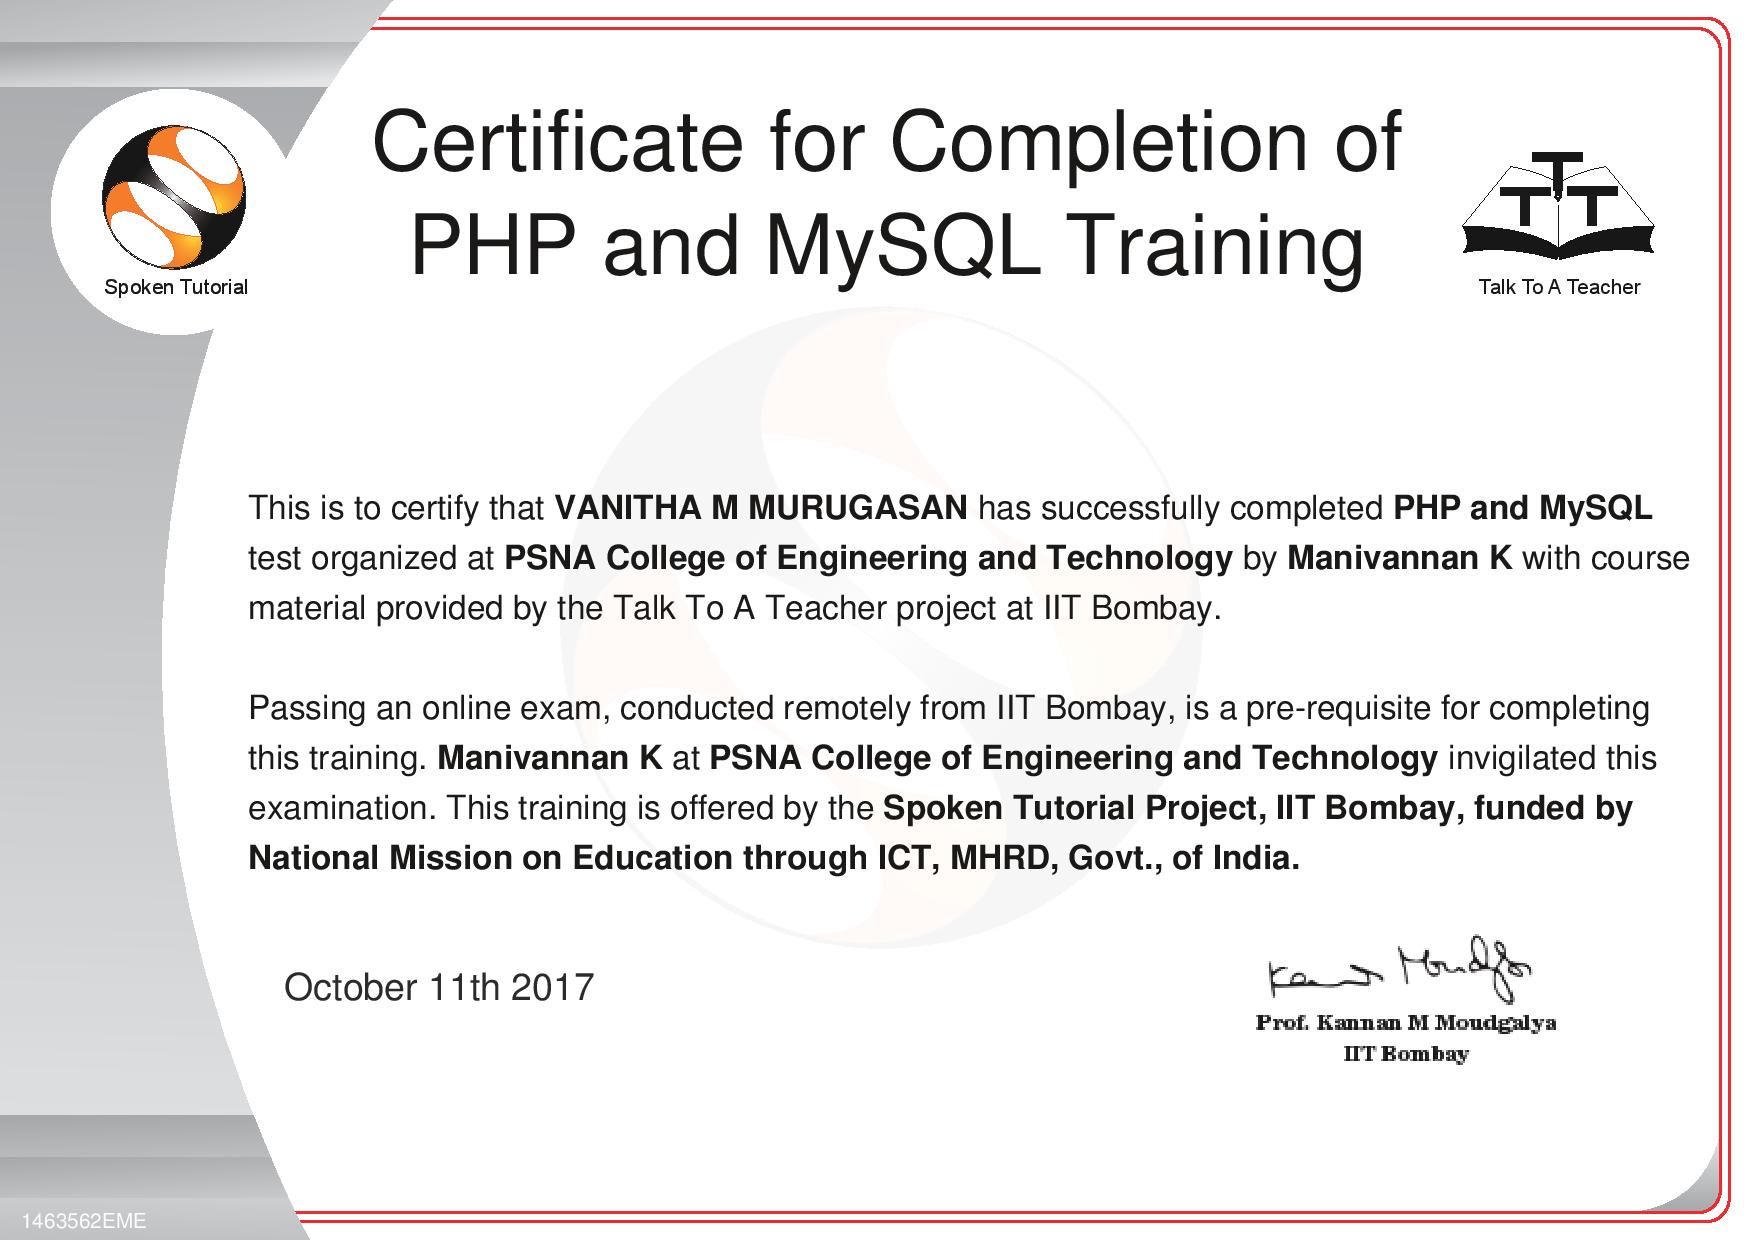 Certificate for Completion of
PHP and MySQL Training
Spoken Tutorial
T T T
Talk To A Teacher
This is to certify that VANITHA M MURUGASAN has successfully completed PHP and MySQL
test organized at PSNA College of Engineering and Technology by Manivannan K with course
material provided by the Talk To A Teacher project at IIT Bombay.
Passing an online exam, conducted remotely from IIT Bombay, is a pre-requisite for completing
this training. Manivannan K at PSNA College of Engineering and Technology invigilated this
examination. This training is offered by the Spoken Tutorial Project, IIT Bombay, funded by
National Mission on Education through ICT, MHRD, Govt., of India.
October 11th 2017
Kannan Moudgalya
Prof. Kannan M Moudgalya
IIT Bombay
1463562EME